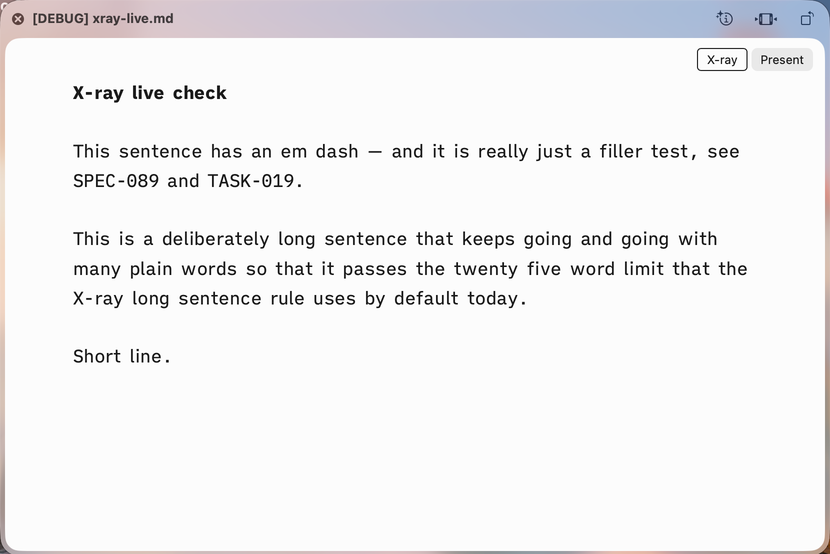 [DEBUG] xray-live.md
X-ray Present
X-ray live check
This sentence has an em dash — and it is really just a filler test, see
SPEC-089 and TASK-019.
This is a deliberately long sentence that keeps going and going with
many plain words so that it passes the twenty five word limit that the
X-ray long sentence rule uses by default today.
Short line.